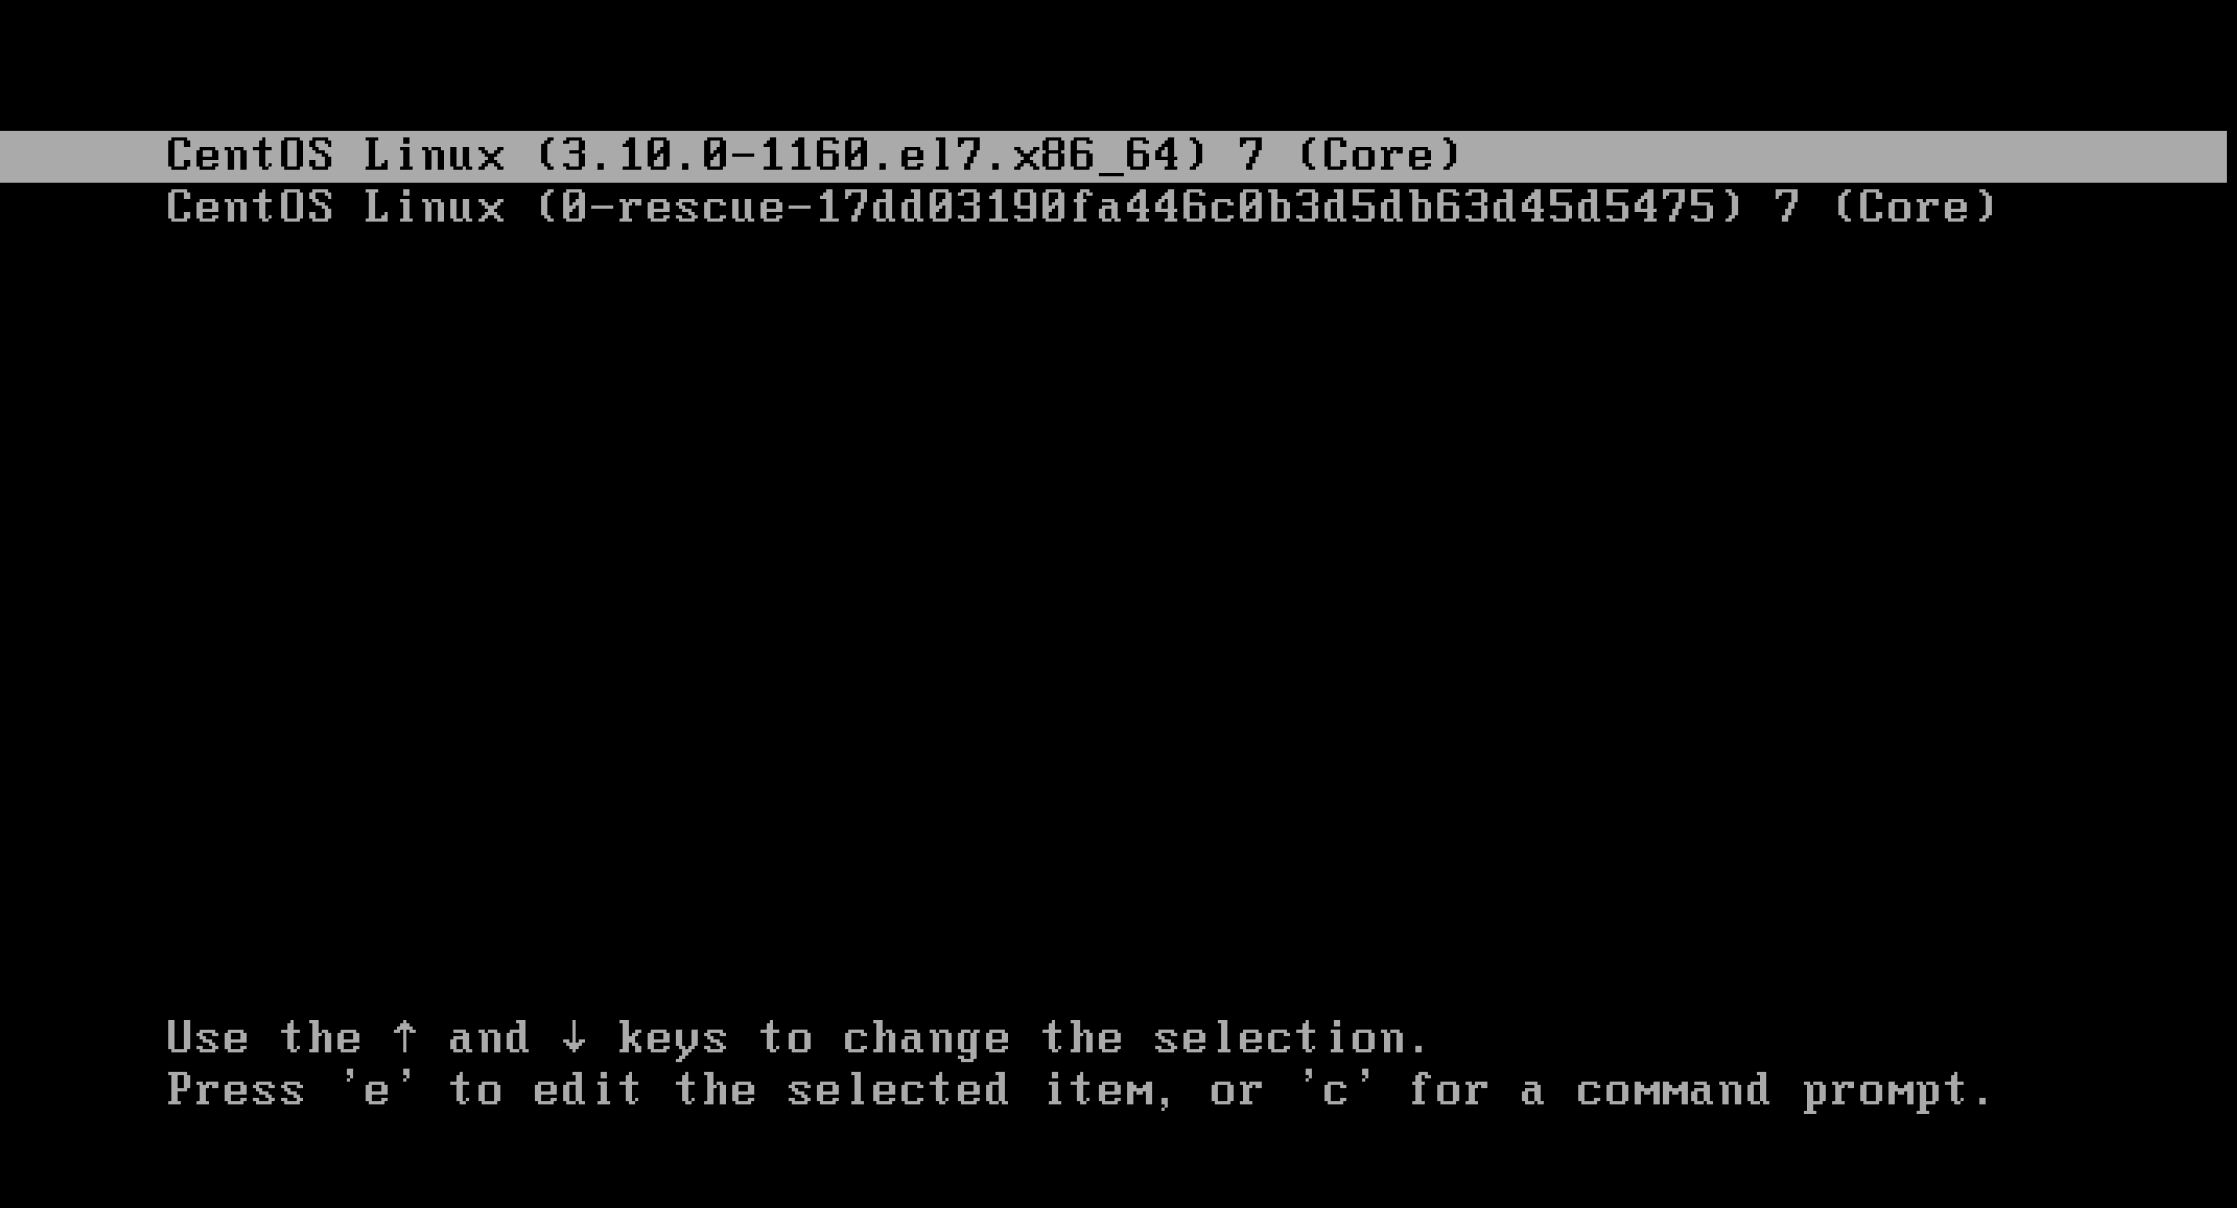 CentOS Linux (3.10.0-1160.el7.x86_64) 7 (Core)
CentOS Linux (0-rescue-17dd03190fa446c0b3d5db63d45d5475) 7 (Core)
Use the ↑ and ↓ keys to change the selection.
Press 'e' to edit the selected item, or 'c' for a command prompt.